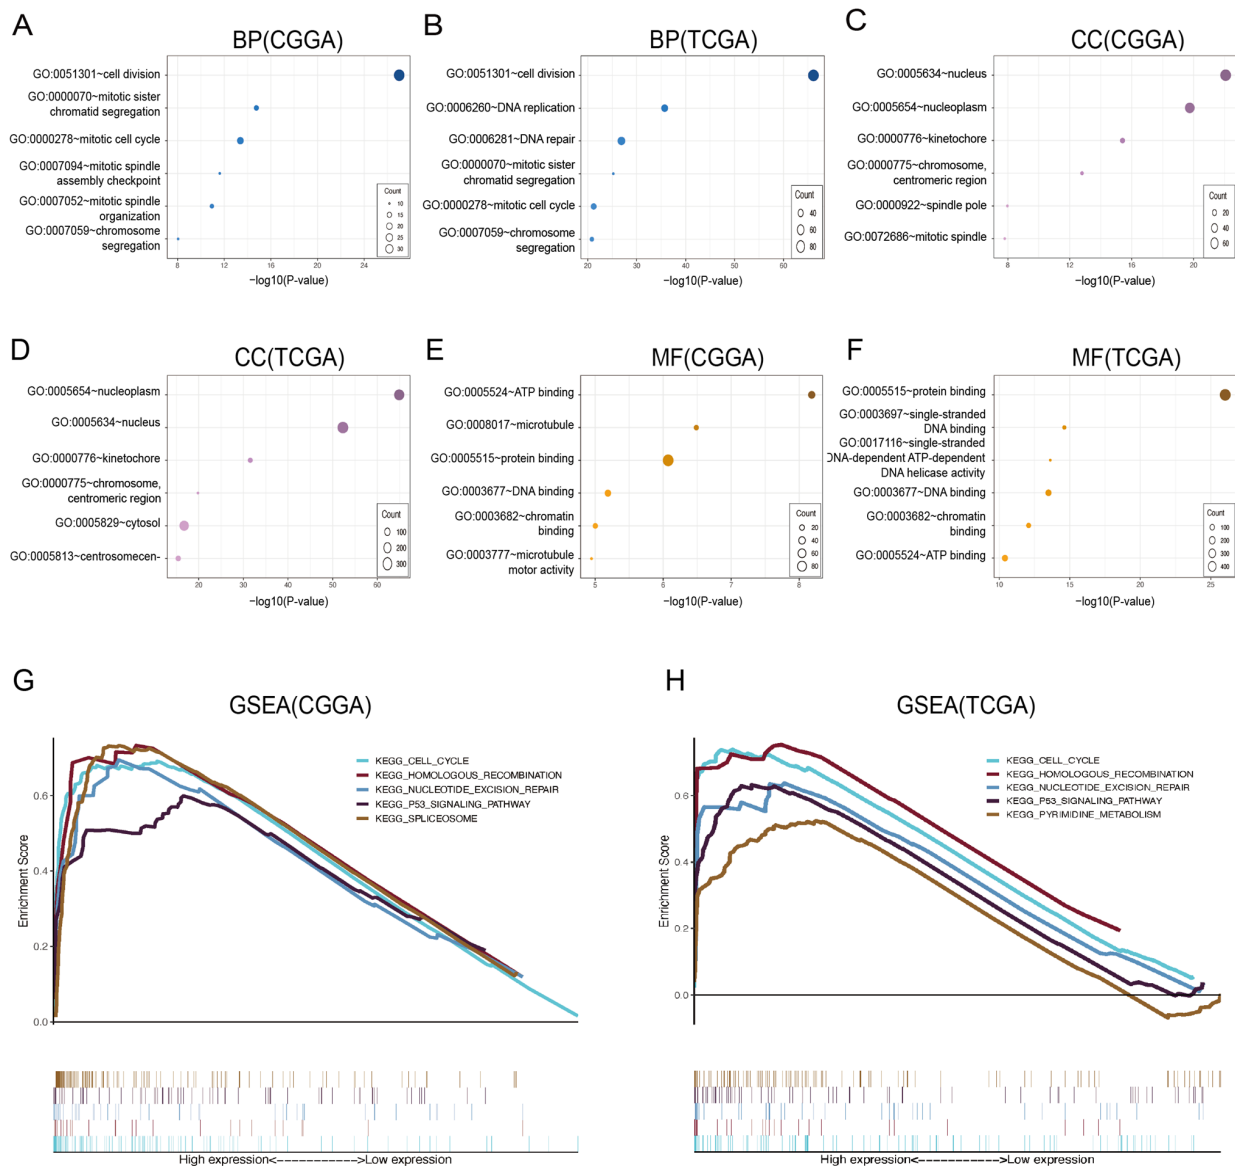 A
BP(CGGA)
GO:0051301~cell division
GO:0000070~mitotic sister
chromatid segregation
GO:0000278~mitotic cell cycle
GO:0007094~mitotic spindle
assembly checkpoint
GO:0007052~mitotic spindle
organization
GO:0007059~chromosome
segregation
Count
10
15
20
25
30
8
12
16
20
24
−log10(P-value)
B
BP(TCGA)
GO:0051301~cell division
GO:0006260~DNA replication
GO:0006281~DNA repair
GO:0000070~mitotic sister
chromatid segregation
GO:0000278~mitotic cell cycle
GO:0007059~chromosome
segregation
Count
40
60
80
20
30
40
50
60
−log10(P-value)
C
CC(CGGA)
GO:0005634~nucleus
GO:0005654~nucleoplasm
GO:0000776~kinetochore
GO:0000775~chromosome,
centromeric region
GO:0000922~spindle pole
GO:0072686~mitotic spindle
Count
20
40
60
8
12
16
20
−log10(P-value)
D
CC(TCGA)
GO:0005654~nucleoplasm
GO:0005634~nucleus
GO:0000776~kinetochore
GO:0000775~chromosome,
centromeric region
GO:0005829~cytosol
GO:0005813~centrosomecen-
Count
100
200
300
20
30
40
50
60
−log10(P-value)
E
MF(CGGA)
GO:0005524~ATP binding
GO:0008017~microtubule
GO:0005515~protein binding
GO:0003677~DNA binding
GO:0003682~chromatin
binding
GO:0003777~microtubule
motor activity
Count
20
40
60
80
5
6
7
8
−log10(P-value)
F
MF(TCGA)
GO:0005515~protein binding
GO:0003697~single-stranded
DNA binding
GO:0017116~single-stranded
DNA-dependent ATP-dependent
DNA helicase activity
GO:0003677~DNA binding
GO:0003682~chromatin
binding
GO:0005524~ATP binding
Count
100
200
300
400
10
15
20
25
−log10(P-value)
G
GSEA(CGGA)
KEGG_CELL_CYCLE
KEGG_HOMOLOGOUS_RECOMBINATION
KEGG_NUCLEOTIDE_EXCISION_REPAIR
KEGG_P53_SIGNALING_PATHWAY
KEGG_SPLICEOSOME
Enrichment Score
0.6
0.4
0.2
0.0
High expression<------------->Low expression
H
GSEA(TCGA)
KEGG_CELL_CYCLE
KEGG_HOMOLOGOUS_RECOMBINATION
KEGG_NUCLEOTIDE_EXCISION_REPAIR
KEGG_P53_SIGNALING_PATHWAY
KEGG_PYRIMIDINE_METABOLISM
Enrichment Score
0.6
0.4
0.2
0.0
High expression<------------->Low expression